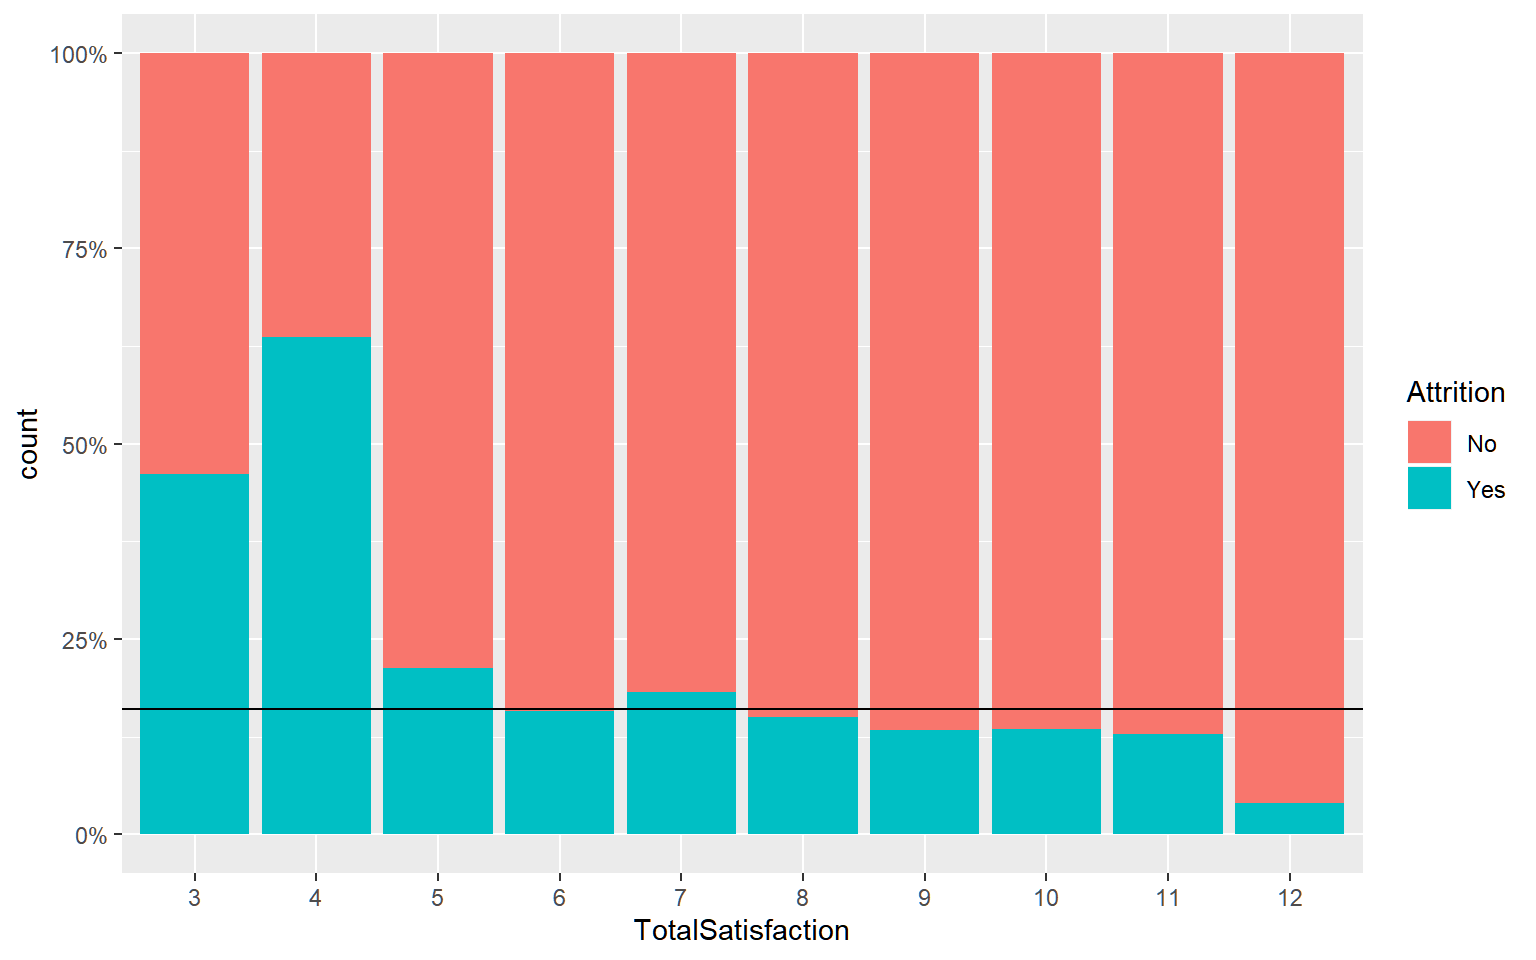 100%
75%
50%
25%
0%
count
3 4 5 6 7 8 9 10 11 12
TotalSatisfaction
Attrition
No
Yes